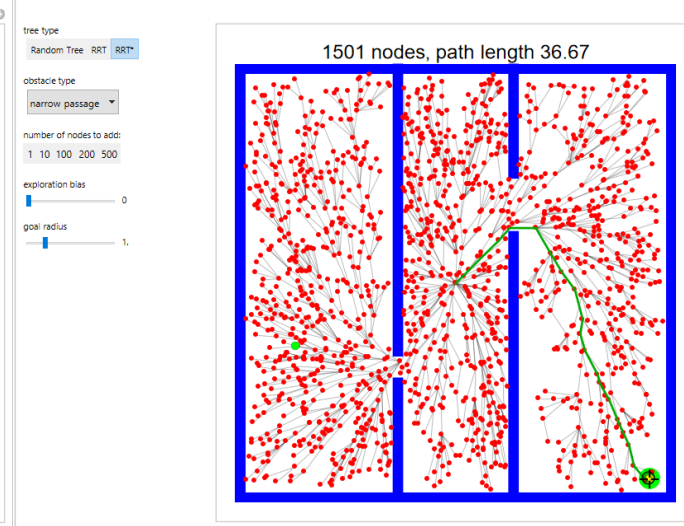 tree type
Random Tree RRT RRT*
obstacle type
narrow passage
number of nodes to add:
1 10 100 200 500
exploration bias
0
goal radius
1.
1501 nodes, path length 36.67